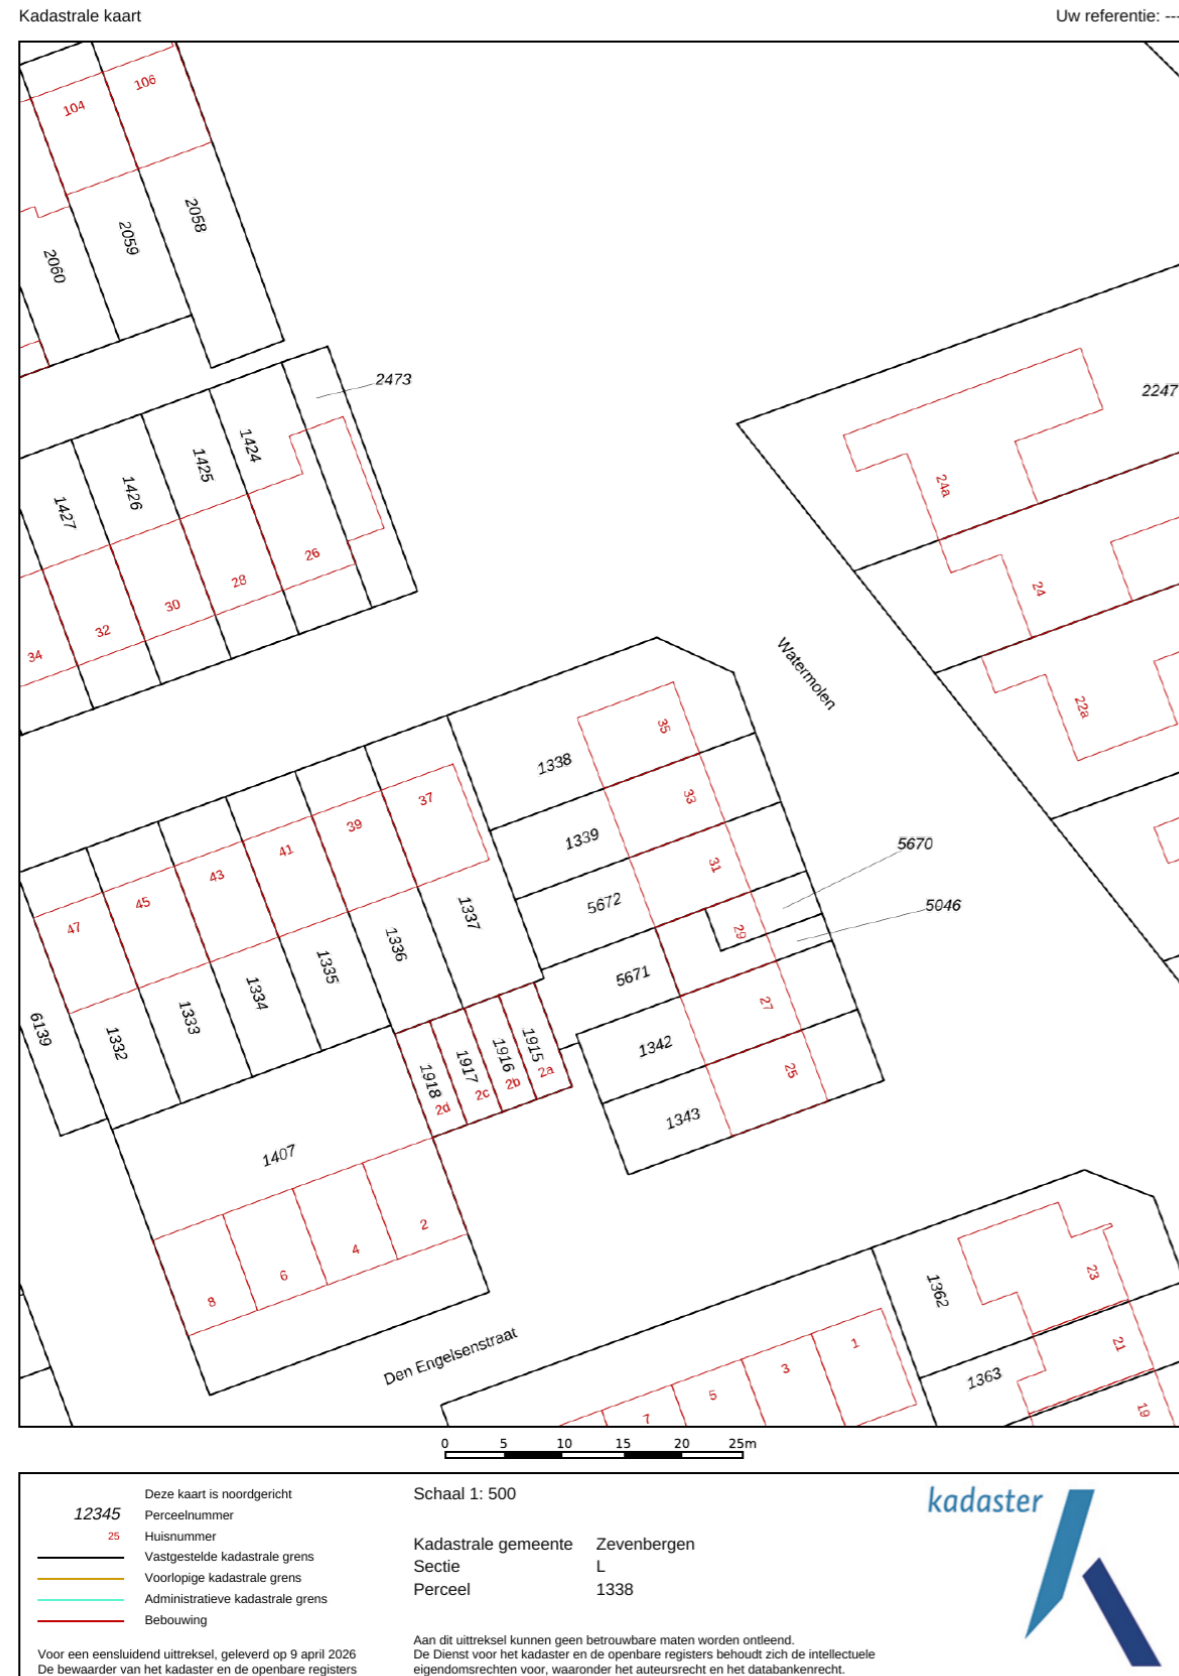 Kadastrale kaart
Uw referentie: ---
106
104
2058
2059
2060
2473
2247
1424
1425
1426
1427
24a
26
28
30
32
34
24
22a
Watermolen
35
1338
33
37
1339
39
31
41
5670
43
5672
45
5046
47
1337
29
1336
5671
1335
1334
27
1333
1332
6139
1342
1915
1916
1917
1918
2a
2b
2c
2d
25
1343
1407
2
4
6
8
23
1362
Den Engelsenstraat
1
21
3
1363
5
7
19
0 5 10 15 20 25m
Deze kaart is noordgericht
12345 Perceelnummer
25 Huisnummer
Vastgestelde kadastrale grens
Voorlopige kadastrale grens
Administratieve kadastrale grens
Bebouwing
Voor een eensluidend uittreksel, geleverd op 9 april 2026
De bewaarder van het kadaster en de openbare registers
Schaal 1: 500
Kadastrale gemeente Zevenbergen
Sectie L
Perceel 1338
Aan dit uittreksel kunnen geen betrouwbare maten worden ontleend.
De Dienst voor het kadaster en de openbare registers behoudt zich de intellectuele
eigendomsrechten voor, waaronder het auteursrecht en het databankenrecht.
kadaster